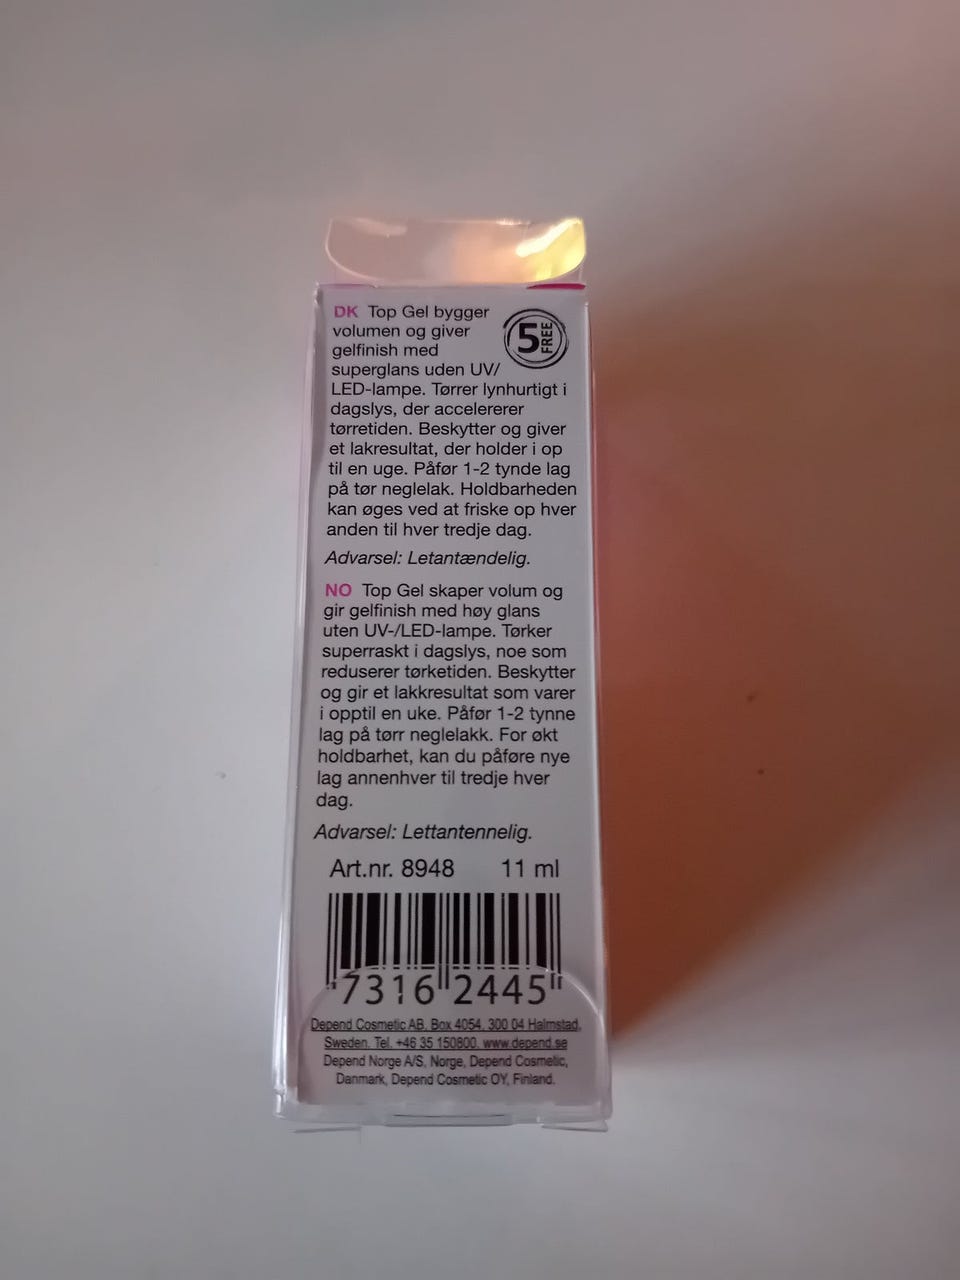 DK Top Gel bygger
volumen og giver
gelfinish med
superglans uden UV/
LED-lampe. Tørrer lynhurtigt i
dagslys, der accelererer
tørretiden. Beskytter og giver
et lakresultat, der holder i op
til en uge. Påfør 1-2 tynde lag
på tør neglelak. Holdbarheden
kan øges ved at friske op hver
anden til hver tredje dag.
Advarsel: Letantændelig.
5 FREE
NO Top Gel skaper volum og
gir gelfinish med høy glans
uten UV-/LED-lampe. Tørker
superraskt i dagslys, noe som
reduserer tørketiden. Beskytter
og gir et lakkresultat som varer
i opptil en uke. Påfør 1-2 tynne
lag på tørr neglelakk. For økt
holdbarhet, kan du påføre nye
lag annenhver til tredje hver
dag.
Advarsel: Lettantennelig.
Art.nr. 8948 11 ml
7316 2445
Depend Cosmetic AB, Box 4054, 300 04 Halmstad,
Sweden. Tel. +46 35 150800. www.depend.se
Depend Norge A/S, Norge, Depend Cosmetic,
Danmark, Depend Cosmetic OY, Finland.